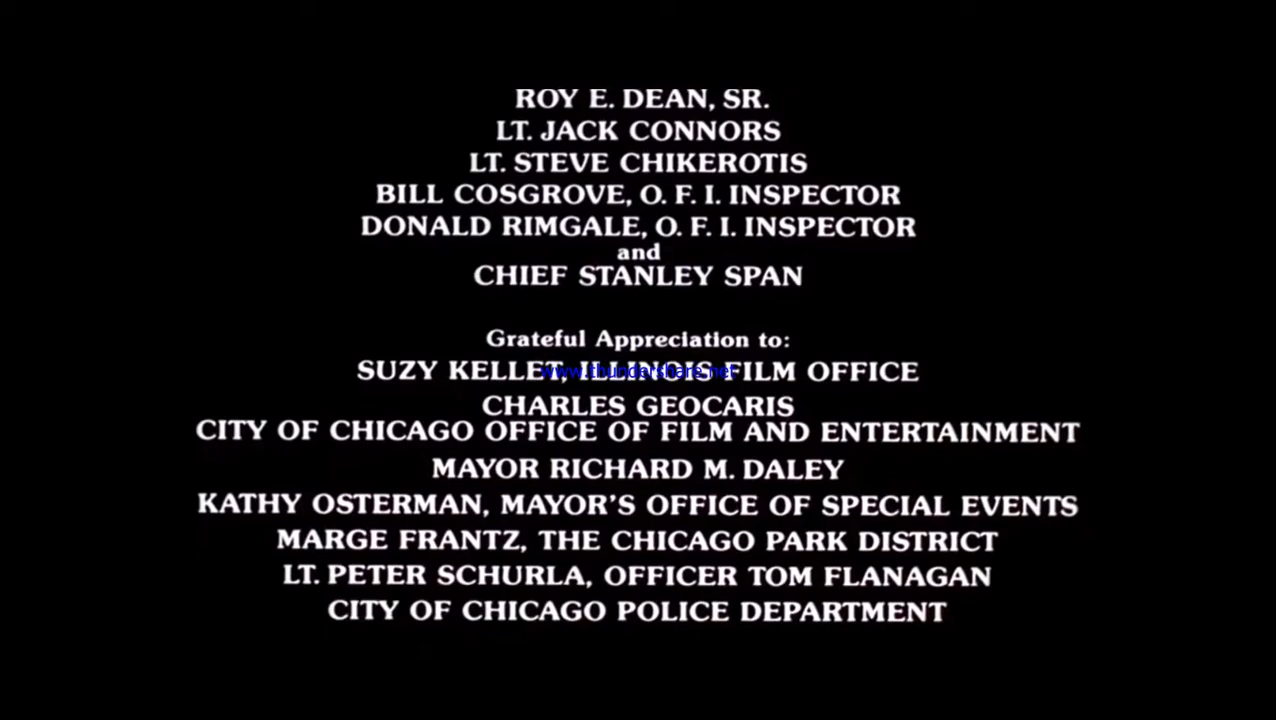 ROY E. DEAN, SR.
LT. JACK CONNORS
LT. STEVE CHIKEROTIS
BILL COSGROVE, O. F. I. INSPECTOR
DONALD RIMGALE, O. F. I. INSPECTOR
and
CHIEF STANLEY SPAN
Grateful Appreciation to:
SUZY KELLET, ILLINOIS FILM OFFICE
www.thundershare.net
CHARLES GEOCARIS
CITY OF CHICAGO OFFICE OF FILM AND ENTERTAINMENT
MAYOR RICHARD M. DALEY
KATHY OSTERMAN, MAYOR'S OFFICE OF SPECIAL EVENTS
MARGE FRANTZ, THE CHICAGO PARK DISTRICT
LT. PETER SCHURLA, OFFICER TOM FLANAGAN
CITY OF CHICAGO POLICE DEPARTMENT